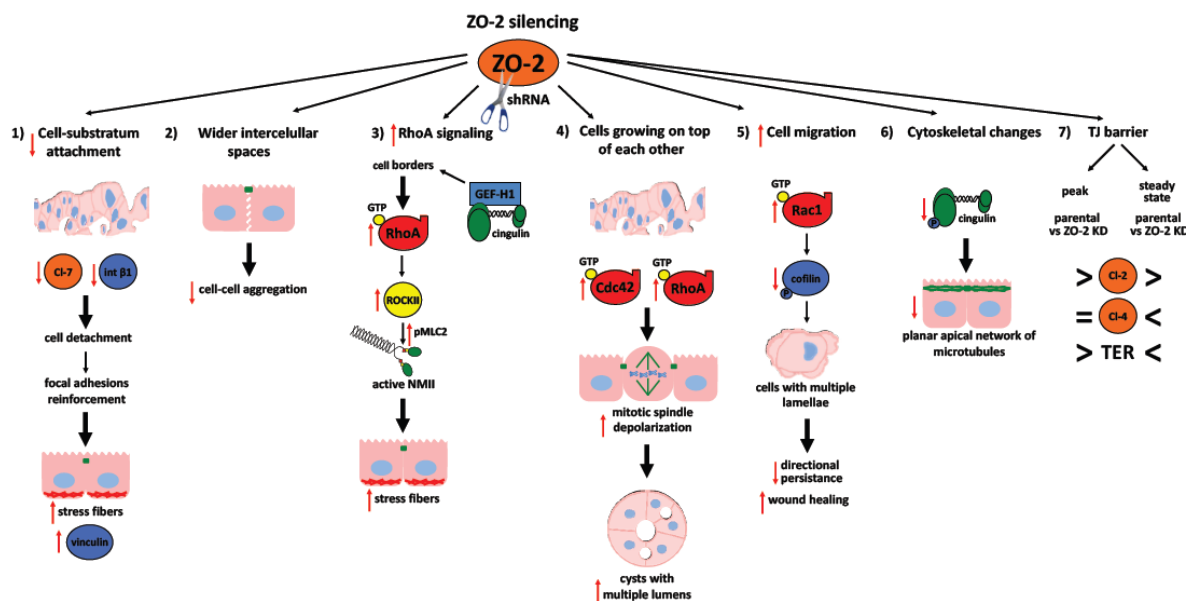 ZO-2 silencing
ZO-2
shRNA
1) Cell-substratum
attachment
Cl-7
int β1
cell detachment
focal adhesions
reinforcement
stress fibers
vinculin
2) Wider intercelullar
spaces
cell-cell aggregation
3) RhoA signaling
cell borders
GEF-H1
cingulin
GTP
RhoA
ROCKII
pMLC2
active NMII
stress fibers
4) Cells growing on top
of each other
GTP
Cdc42
GTP
RhoA
mitotic spindle
depolarization
cysts with
multiple lumens
5) Cell migration
GTP
Rac1
cofilin
P
cells with multiple
lamellae
directional
persistance
wound healing
6) Cytoskeletal changes
P
cingulin
planar apical network of
microtubules
7) TJ barrier
peak
steady
state
parental
vs ZO-2 KD
parental
vs ZO-2 KD
> Cl-2 >
= Cl-4 <
> TER <